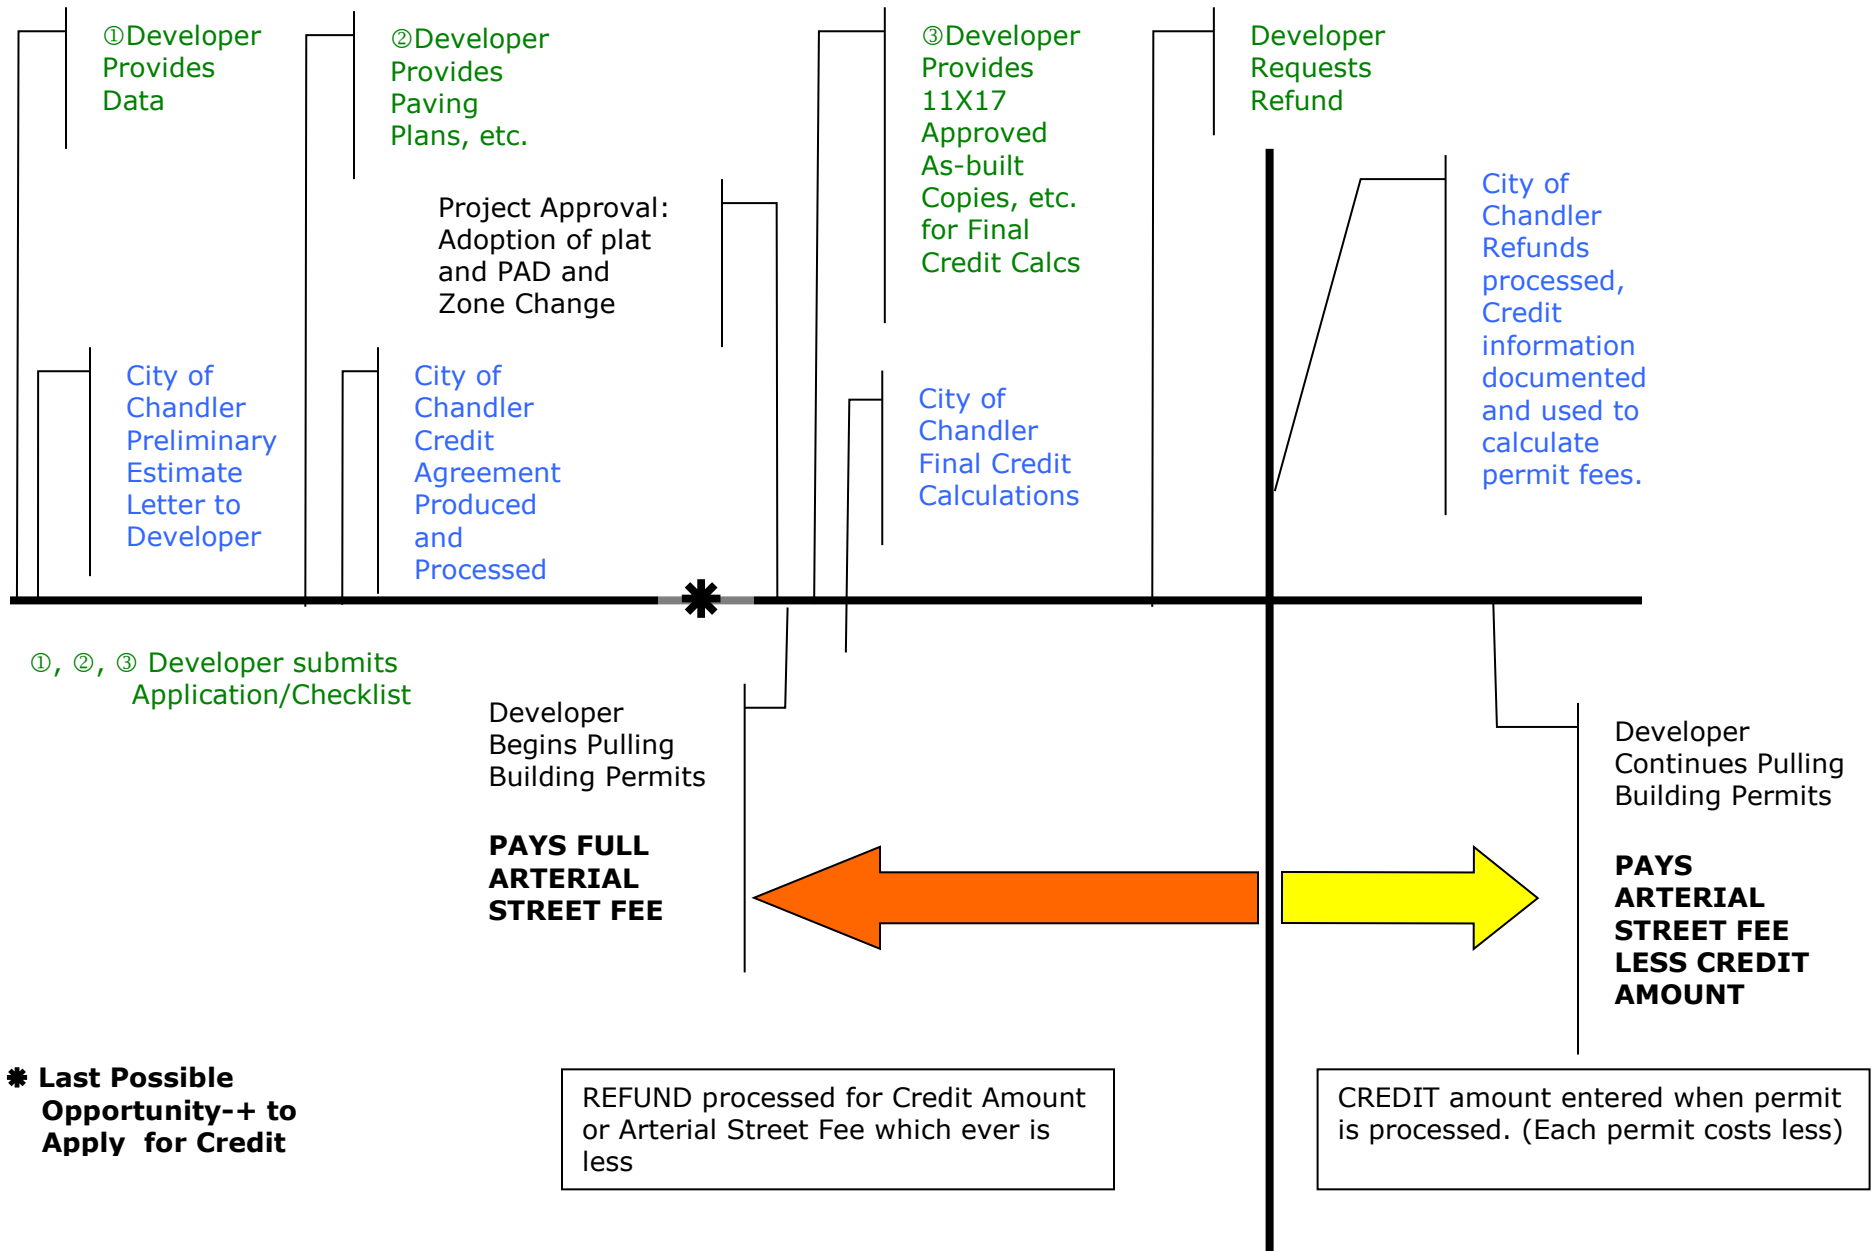 ①Developer
Provides
Data
②Developer
Provides
Paving
Plans, etc.
Project Approval:
Adoption of plat
and PAD and
Zone Change
③Developer
Provides
11X17
Approved
As-built
Copies, etc.
for Final
Credit Calcs
Developer
Requests
Refund
City of
Chandler
Refunds
processed,
Credit
information
documented
and used to
calculate
permit fees.
City of
Chandler
Preliminary
Estimate
Letter to
Developer
City of
Chandler
Credit
Agreement
Produced
and
Processed
City of
Chandler
Final Credit
Calculations
✱
①, ②, ③ Developer submits
Application/Checklist
Developer
Begins Pulling
Building Permits
PAYS FULL
ARTERIAL
STREET FEE
Developer
Continues Pulling
Building Permits
PAYS
ARTERIAL
STREET FEE
LESS CREDIT
AMOUNT
✱ Last Possible
Opportunity-+ to
Apply for Credit
REFUND processed for Credit Amount
or Arterial Street Fee which ever is
less
CREDIT amount entered when permit
is processed. (Each permit costs less)